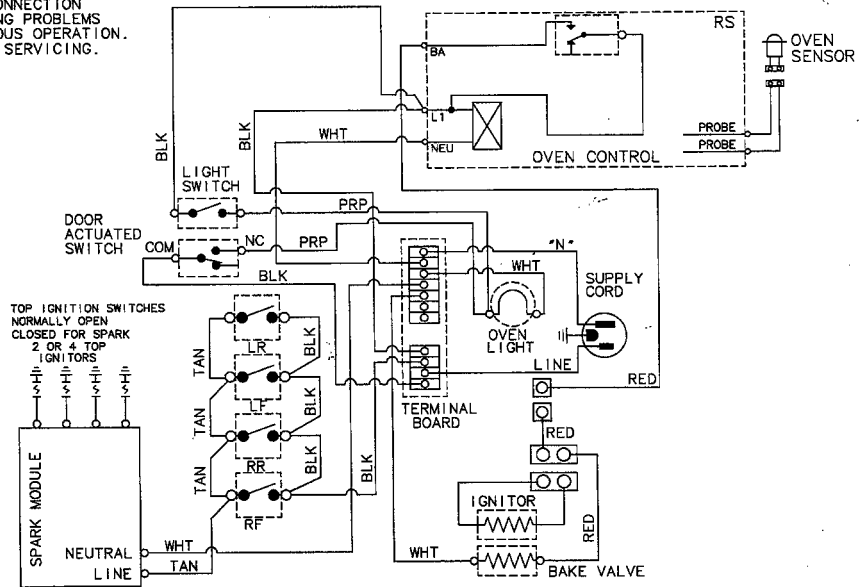 ONNECTION
NG PROBLEMS
OUS OPERATION.
SERVICING.
RS
BA
OVEN
SENSOR
L1
BLK
BLK
WHT
NEU
PROBE
PROBE
OVEN CONTROL
LIGHT
SWITCH
PRP
DOOR
ACTUATED
SWITCH
COM
NC
PRP
"N"
BLK
WHT
SUPPLY
CORD
TOP IGNITION SWITCHES
NORMALLY OPEN
CLOSED FOR SPARK
2 OR 4 TOP
IGNITORS
LR
TAN
BLK
OVEN
LIGHT
LINE
RED
LF
TERMINAL
BOARD
TAN
BLK
RED
RR
TAN
BLK
BLK
RF
IGNITOR
RED
SPARK MODULE
NEUTRAL
WHT
WHT
LINE
TAN
BAKE VALVE